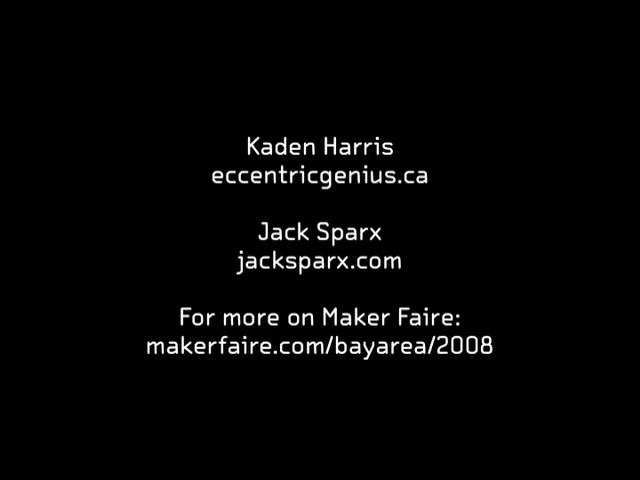 Kaden Harris
eccentricgenius.ca
Jack Sparx
jacksparx.com
For more on Maker Faire:
makerfaire.com/bayarea/2008